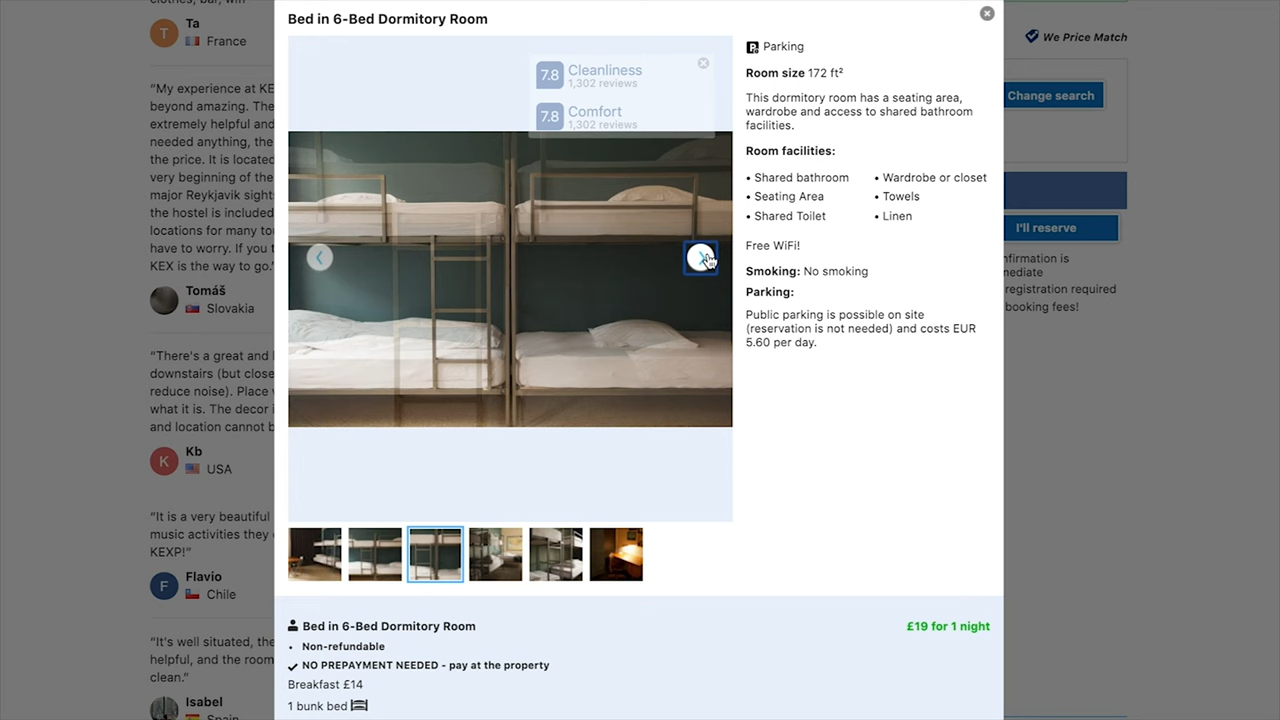 clothes, bar, wifi
T
Ta
France
"My experience at KEX
beyond amazing. The
extremely helpful and
needed anything, the
the price. It is located
very beginning of the
major Reykjavik sights
the hostel is included
locations for many tou
have to worry. If you t
KEX is the way to go."
Tomáš
Slovakia
"There's a great and l
downstairs (but close
reduce noise). Place
what it is. The decor i
and location cannot b
K
Kb
USA
"It is a very beautiful
music activities they
KEXP!"
F
Flavio
Chile
"It's well situated, the
helpful, and the room
clean."
Isabel
Spain
Bed in 6-Bed Dormitory Room
7.8
Cleanliness
1,302 reviews
7.8
Comfort
1,302 reviews
P
Parking
Room size 172 ft²
This dormitory room has a seating area,
wardrobe and access to shared bathroom
facilities.
Room facilities:
• Shared bathroom
• Wardrobe or closet
• Seating Area
• Towels
• Shared Toilet
• Linen
Free WiFi!
Smoking: No smoking
Parking:
Public parking is possible on site
(reservation is not needed) and costs EUR
5.60 per day.
We Price Match
Change search
I'll reserve
nfirmation is
mediate
registration required
booking fees!
Bed in 6-Bed Dormitory Room
£19 for 1 night
• Non-refundable
NO PREPAYMENT NEEDED - pay at the property
Breakfast £14
1 bunk bed